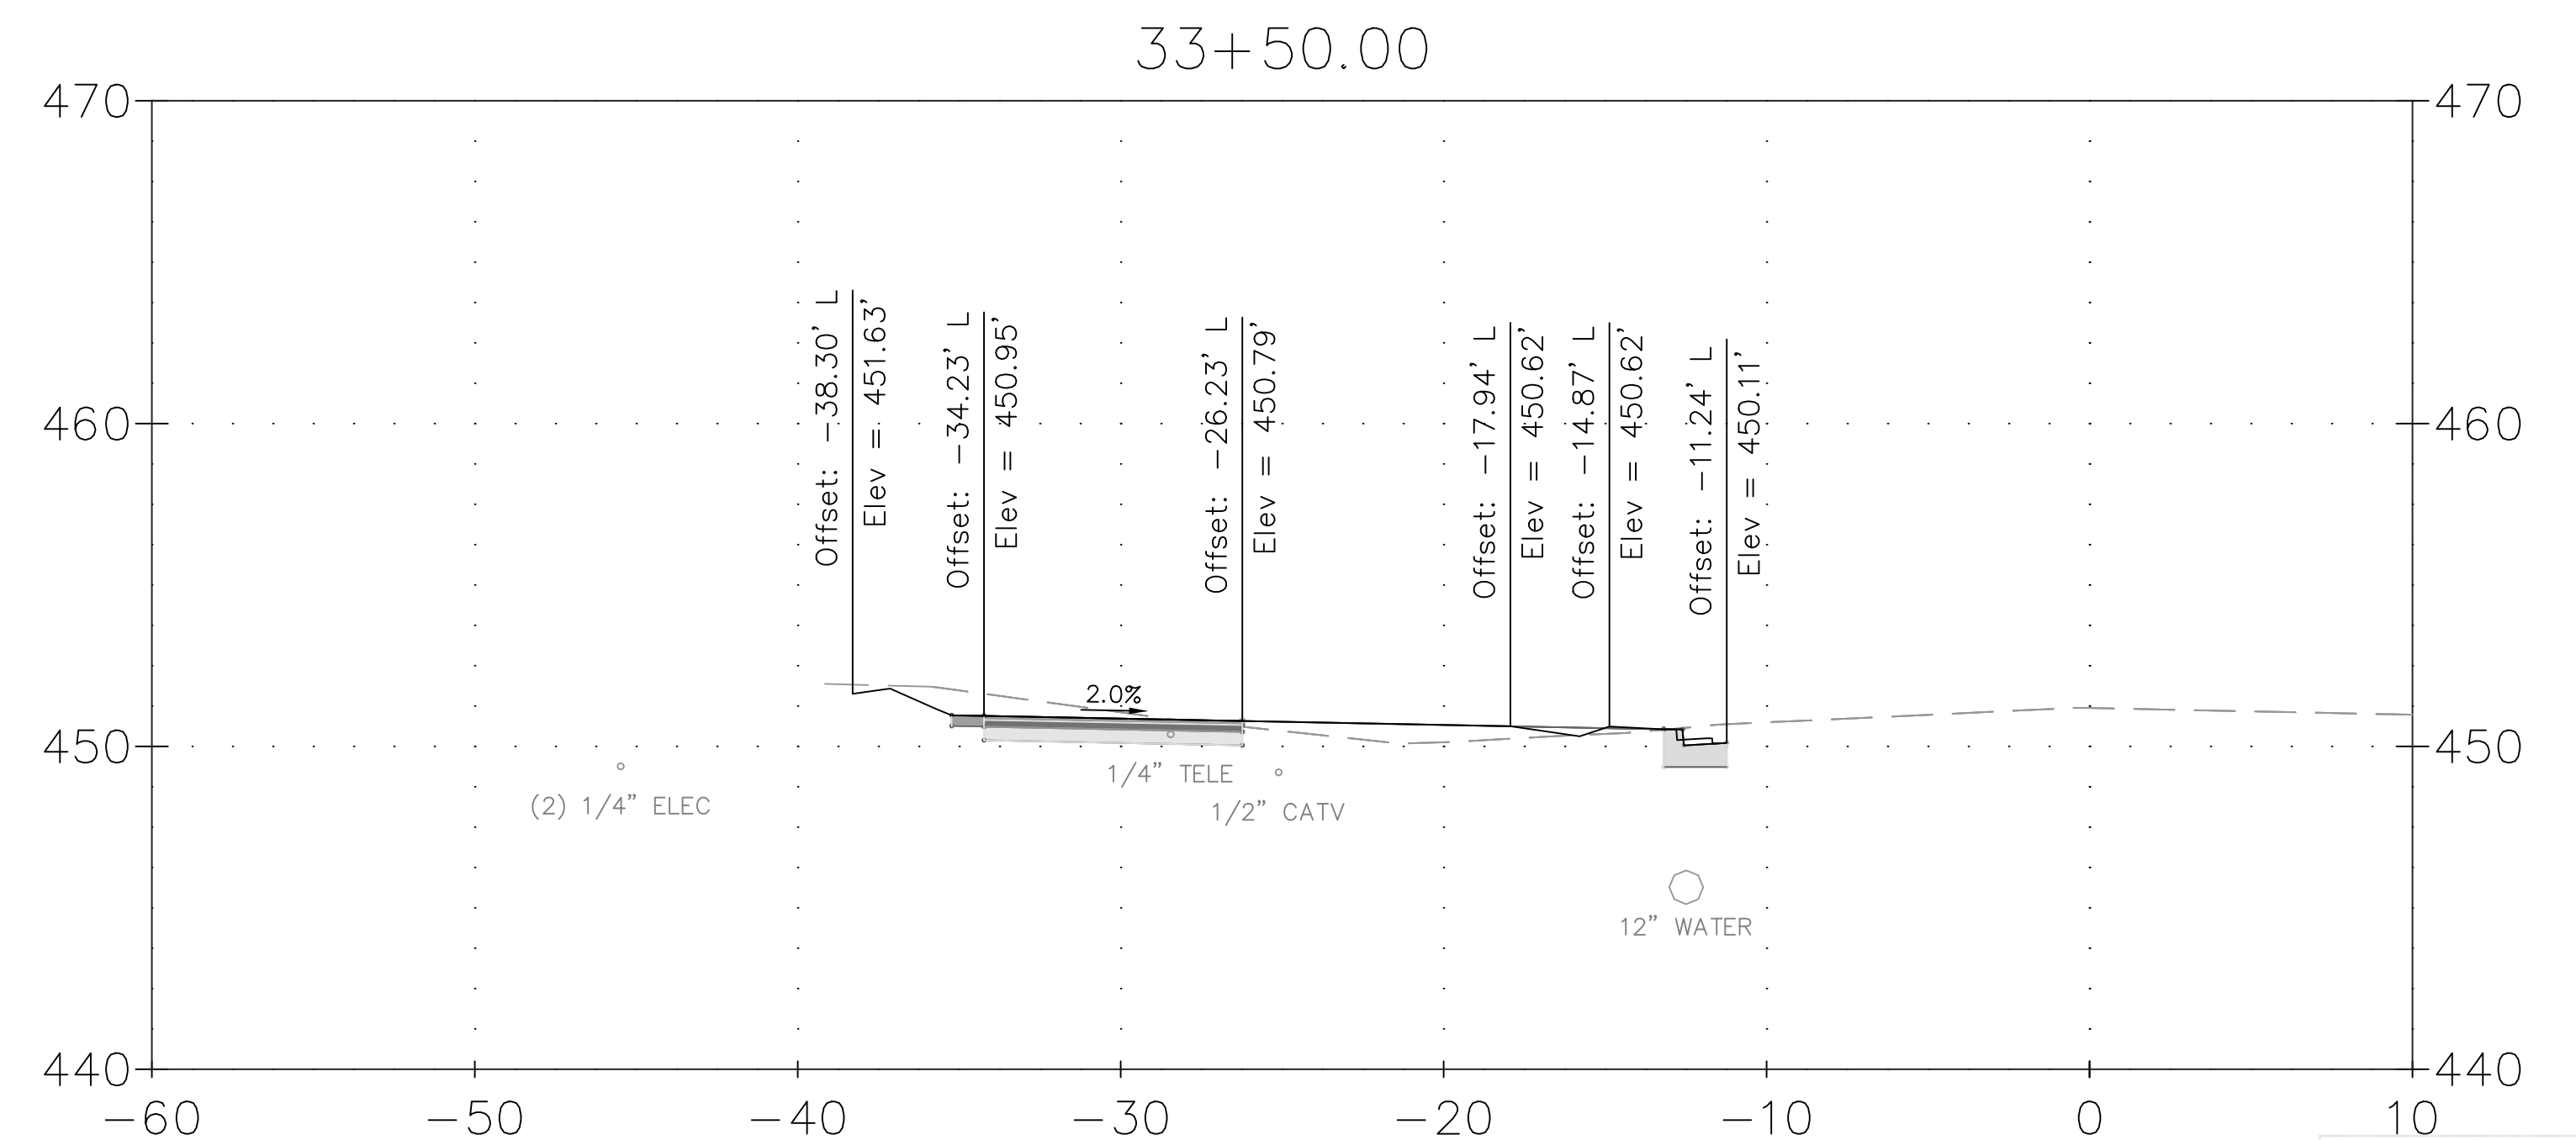 33+50.00
470
470
460
460
450
450
440
440
Offset: -38.30' L
Elev = 451.63'
Offset: -34.23' L
Elev = 450.95'
Offset: -26.23' L
Elev = 450.79'
Offset: -17.94' L
Elev = 450.62'
Offset: -14.87' L
Elev = 450.62'
Offset: -11.24' L
Elev = 450.11'
2.0%
(2) 1/4" ELEC
1/4" TELE
1/2" CATV
12" WATER
-60
-50
-40
-30
-20
-10
0
10